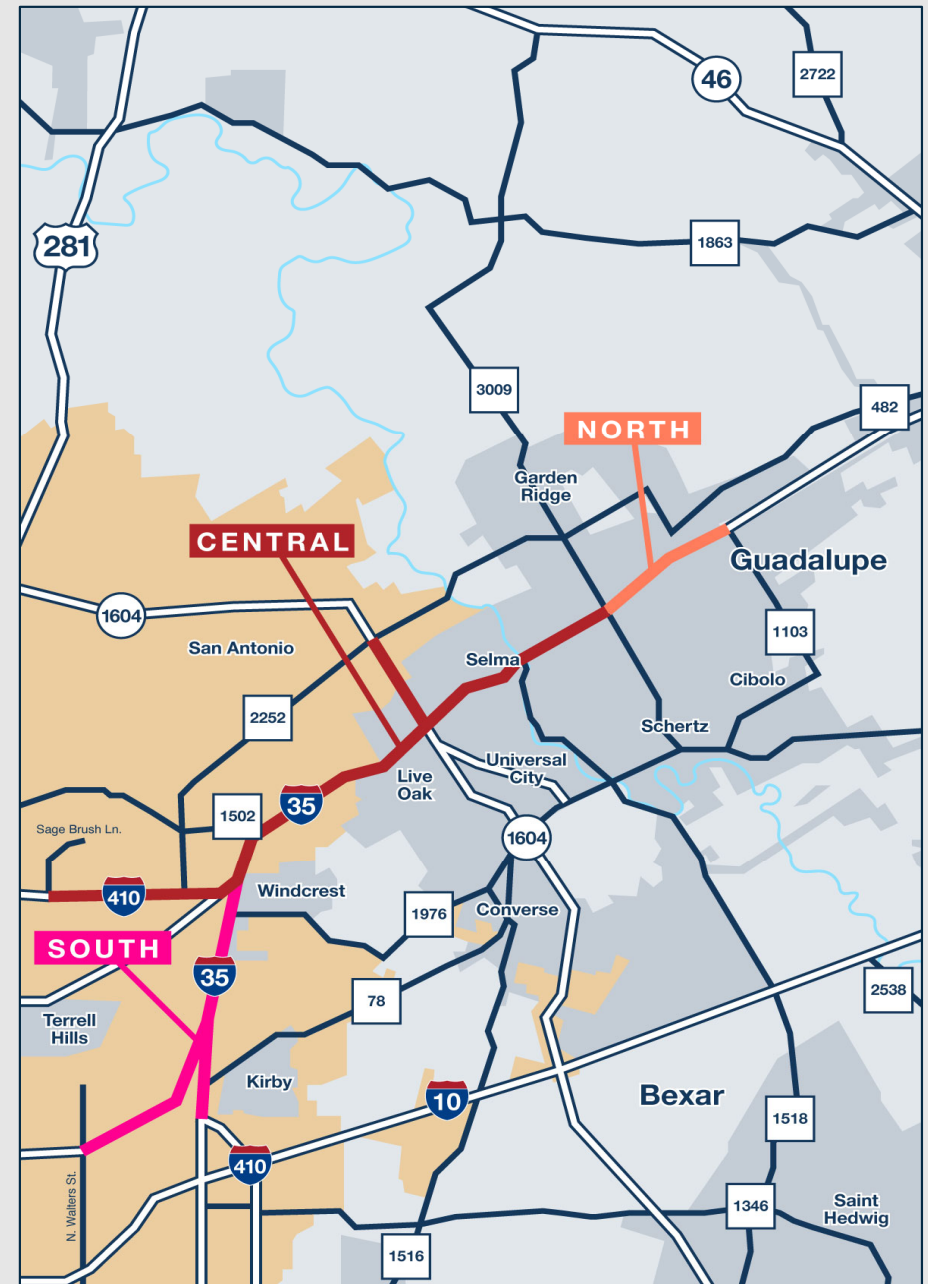 46
2722
281
1863
3009
482
NORTH
Garden
Ridge
CENTRAL
Guadalupe
1604
1103
San Antonio
Selma
Cibolo
2252
Schertz
Universal
City
Live
Oak
35
1502
Sage Brush Ln.
1604
410
Windcrest
1976
Converse
SOUTH
35
2538
78
Terrell
Hills
Kirby
10
Bexar
1518
410
N. Walters St.
1346
Saint
Hedwig
1516